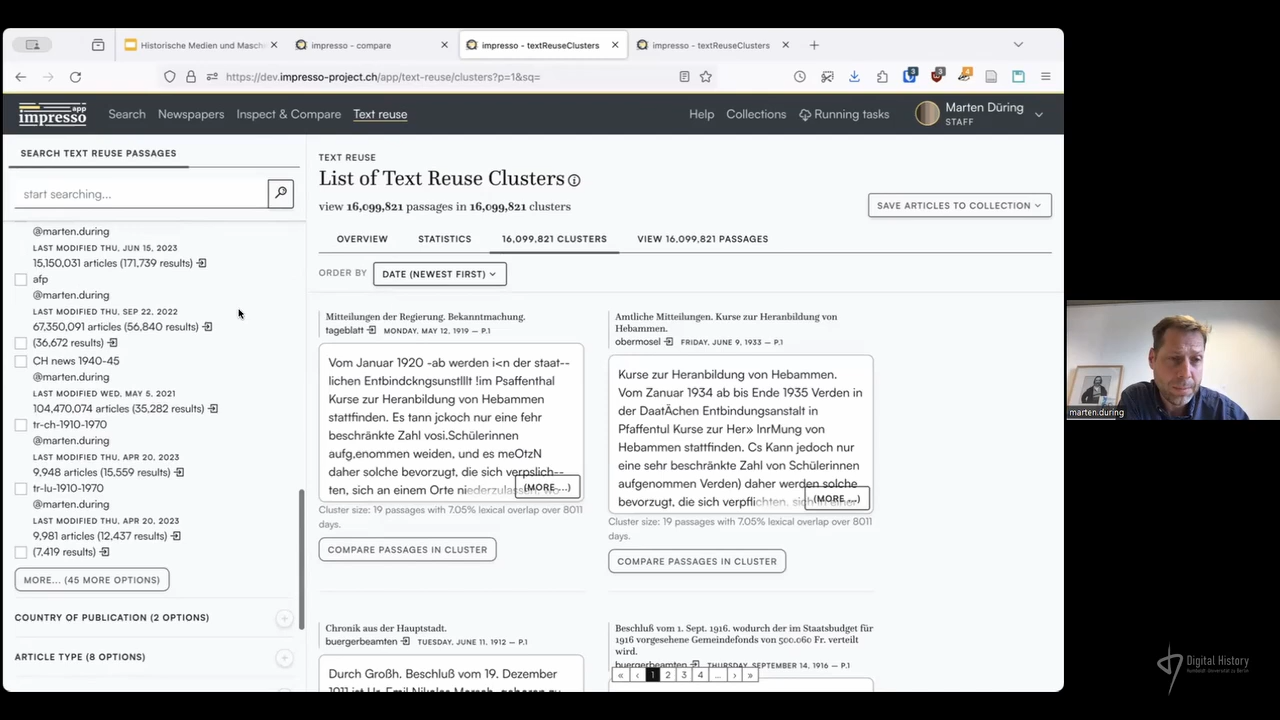 Historische Medien und Masch
impresso - compare
impresso - textReuseClusters
impresso - textReuseClusters
https://dev.impresso-project.ch/app/text-reuse/clusters?p=1&sq=
impresso app
Search
Newspapers
Inspect & Compare
Text reuse
Help
Collections
Running tasks
Marten Düring
STAFF
SEARCH TEXT REUSE PASSAGES
start searching...
@marten.during
LAST MODIFIED THU, JUN 15, 2023
15,150,031 articles (171,739 results)
afp
@marten.during
LAST MODIFIED THU, SEP 22, 2022
67,350,091 articles (56,840 results)
(36,672 results)
CH news 1940-45
@marten.during
LAST MODIFIED WED, MAY 5, 2021
104,470,074 articles (35,282 results)
tr-ch-1910-1970
@marten.during
LAST MODIFIED THU, APR 20, 2023
9,948 articles (15,559 results)
tr-lu-1910-1970
@marten.during
LAST MODIFIED THU, APR 20, 2023
9,981 articles (12,437 results)
(7,419 results)
MORE... (45 MORE OPTIONS)
COUNTRY OF PUBLICATION (2 OPTIONS)
ARTICLE TYPE (8 OPTIONS)
TEXT REUSE
List of Text Reuse Clusters
view 16,099,821 passages in 16,099,821 clusters
SAVE ARTICLES TO COLLECTION
OVERVIEW
STATISTICS
16,099,821 CLUSTERS
VIEW 16,099,821 PASSAGES
ORDER BY
DATE (NEWEST FIRST)
Mitteilungen der Regierung. Bekanntmachung.
tageblatt MONDAY, MAY 12, 1919 — P.1
Vom Januar 1920 -ab werden i<n der staat--
lichen Entbindckngsunstlllt !im Psaffenthal
Kurse zur Heranbildung von Hebammen
stattfinden. Es tann jckoch nur eine fehr
beschränkte Zahl vosi.Schülerinnen
aufg,enommen weiden, und es meOtzN
daher solche bevorzugt, die sich verpslich--
ten, sich an einem Orte niederzulassen, wo
(MORE ...)
Cluster size: 19 passages with 7.05% lexical overlap over 8011
days.
COMPARE PASSAGES IN CLUSTER
Amtliche Mitteilungen. Kurse zur Heranbildung von
Hebammen.
obermosel FRIDAY, JUNE 9, 1933 — P.1
Kurse zur Heranbildung von Hebammen.
Vom Zanuar 1934 ab bis Ende 1935 Verden in
der DaatÄchen Entbindungsanstalt in
Pfaffentul Kurse zur Her» InrMung von
Hebammen stattfinden. Cs Kann jedoch nur
eine sehr beschränkte Zahl von Schülerinnen
aufgenommen Verden) daher werden solche
bevorzugt, die sich verpflichten, sich in einer
(MORE ...)
Cluster size: 19 passages with 7.05% lexical overlap over 8011
days.
COMPARE PASSAGES IN CLUSTER
Chronik aus der Hauptstadt.
buergerbeamten TUESDAY, JUNE 11, 1912 — P.1
Durch Großh. Beschluß vom 19. Dezember
Beschluß vom 1. Sept. 1916. wodurch der im Staatsbudget für
1916 vorgesehene Gemeindefonds von 500.060 Fr. verteilt
wird.
buergerbeamten THURSDAY, SEPTEMBER 14, 1916 — P.1
« ‹ 1 2 3 4 ... › »
marten.during
Digital History
Humboldt-Universität zu Berlin